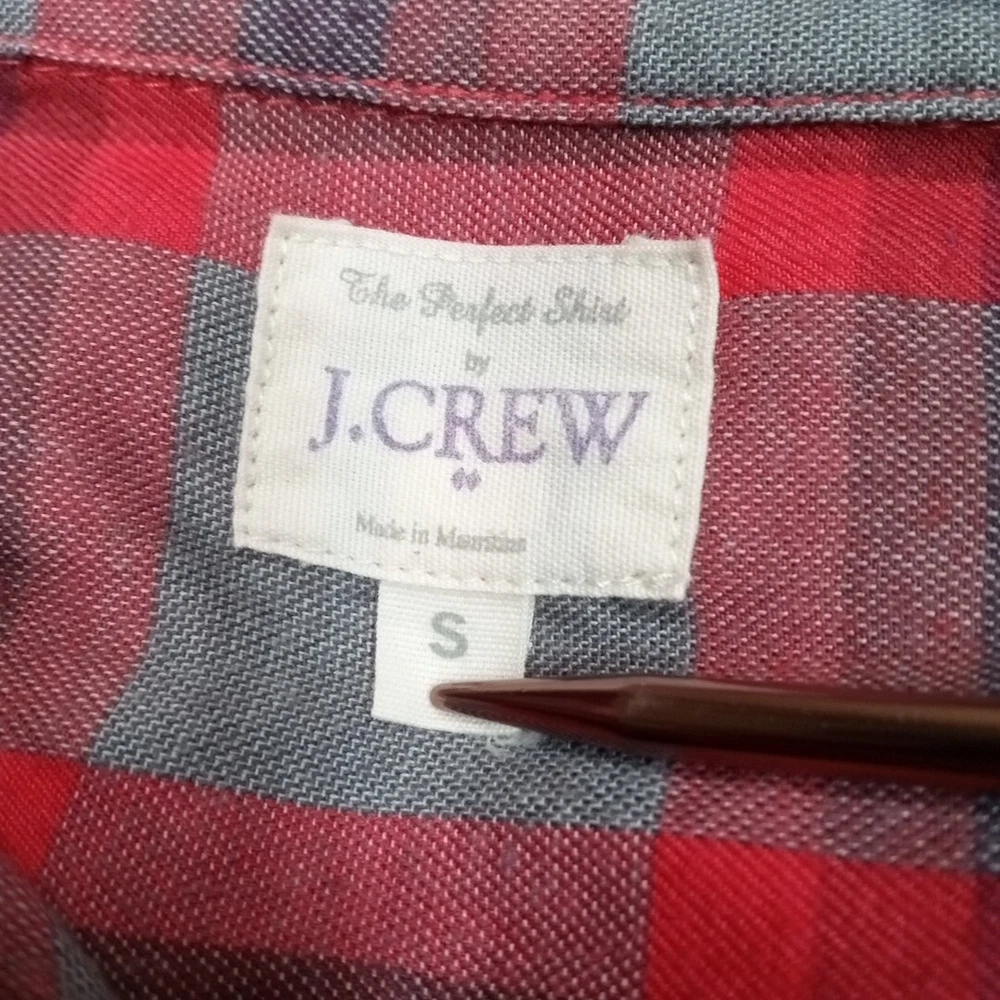 The Perfect Shirt
by
J.CREW
Made in Mauritius
S